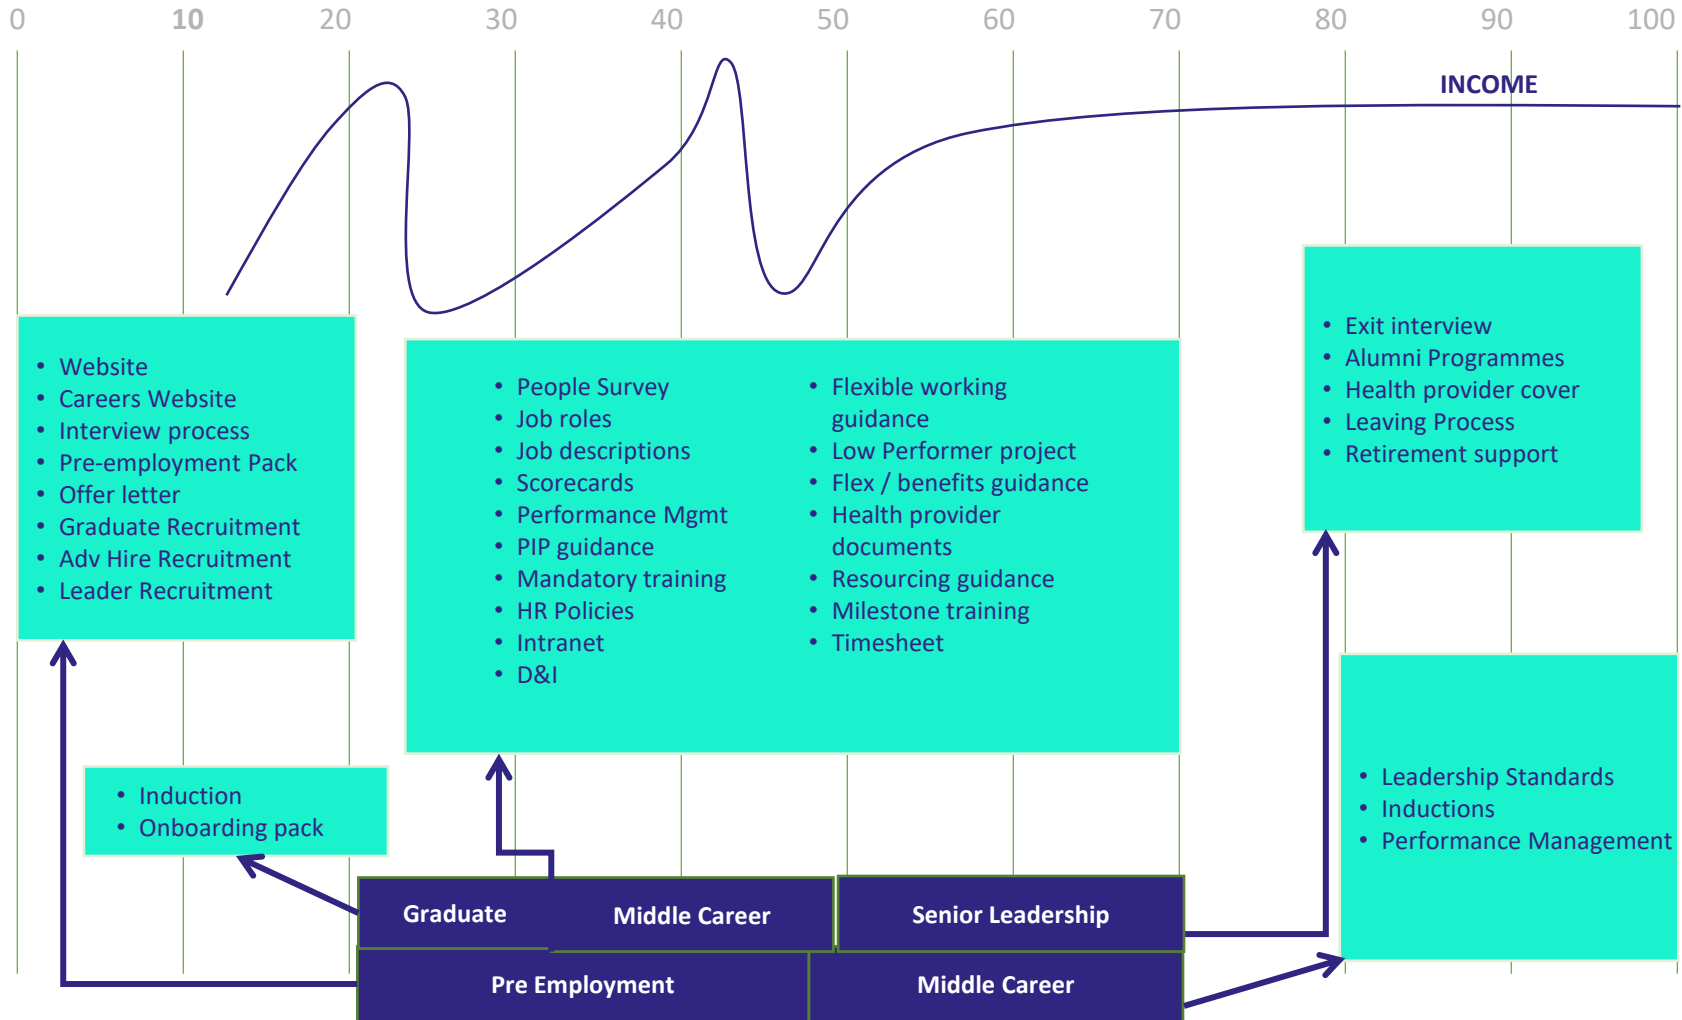 0 10 20 30 40 50 60 70 80 90 100
INCOME
• Website
• Careers Website
• Interview process
• Pre-employment Pack
• Offer letter
• Graduate Recruitment
• Adv Hire Recruitment
• Leader Recruitment
• People Survey
• Job roles
• Job descriptions
• Scorecards
• Performance Mgmt
• PIP guidance
• Mandatory training
• HR Policies
• Intranet
• D&I
• Flexible working
guidance
• Low Performer project
• Flex / benefits guidance
• Health provider
documents
• Resourcing guidance
• Milestone training
• Timesheet
• Exit interview
• Alumni Programmes
• Health provider cover
• Leaving Process
• Retirement support
• Induction
• Onboarding pack
• Leadership Standards
• Inductions
• Performance Management
Graduate
Middle Career
Senior Leadership
Pre Employment
Middle Career